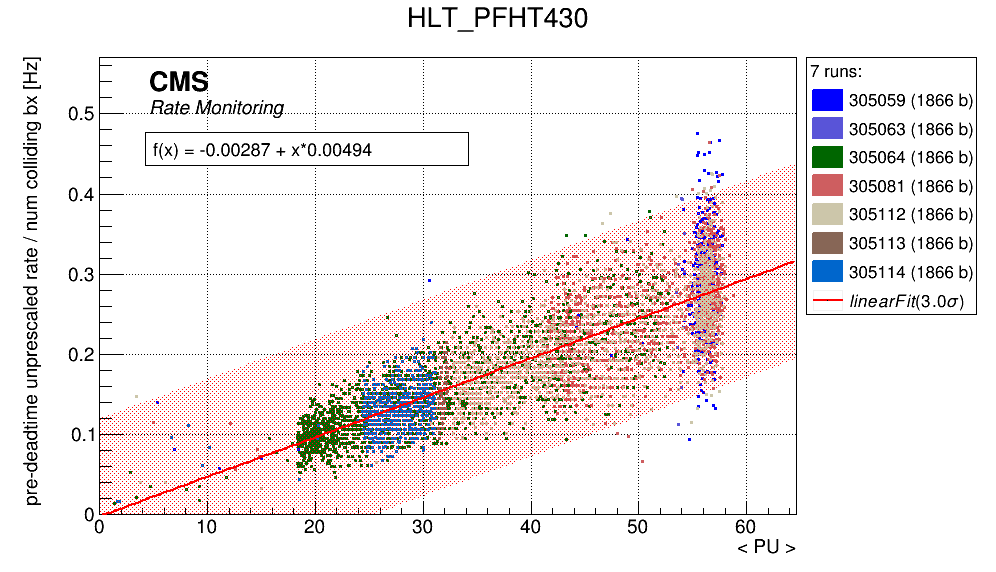 HLT_PFHT430
pre-deadtime unprescaled rate / num colliding bx [Hz]
CMS
Rate Monitoring
f(x) = -0.00287 + x*0.00494
0.5
0.4
0.3
0.2
0.1
0
0 10 20 30 40 50 60
< PU >
7 runs:
305059 (1866 b)
305063 (1866 b)
305064 (1866 b)
305081 (1866 b)
305112 (1866 b)
305113 (1866 b)
305114 (1866 b)
linearFit(3.0σ)